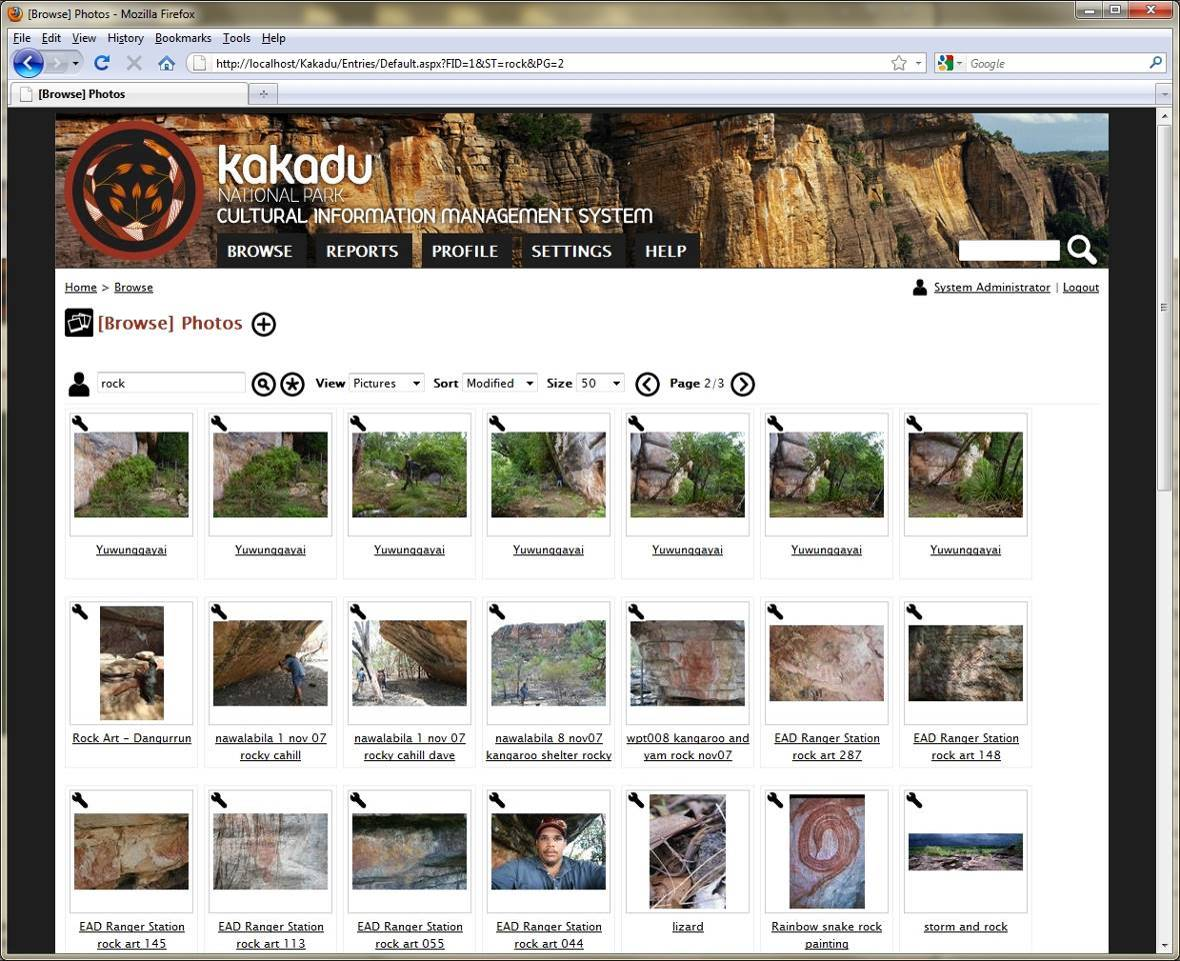 [Browse] Photos - Mozilla Firefox
File Edit View History Bookmarks Tools Help
http://localhost/Kakadu/Entries/Default.aspx?FID=1&ST=rock&PG=2
Google
[Browse] Photos
kakadu
NATIONAL PARK
CULTURAL INFORMATION MANAGEMENT SYSTEM
BROWSE REPORTS PROFILE SETTINGS HELP
Home > Browse
System Administrator | Logout
[Browse] Photos
rock View Pictures Sort Modified Size 50 Page 2/3
Yuwunggayai Yuwunggayai Yuwunggayai Yuwunggayai Yuwunggayai Yuwunggayai Yuwunggayai
Rock Art - Dangurrun nawalabila 1 nov 07 nawalabila 1 nov 07 nawalabila 8 nov07 wpt008 kangaroo and EAD Ranger Station EAD Ranger Station
rocky cahill rocky cahill dave kangaroo shelter rocky yam rock nov07 rock art 287 rock art 148
EAD Ranger Station EAD Ranger Station EAD Ranger Station EAD Ranger Station lizard Rainbow snake rock storm and rock
rock art 145 rock art 113 rock art 055 rock art 044 painting